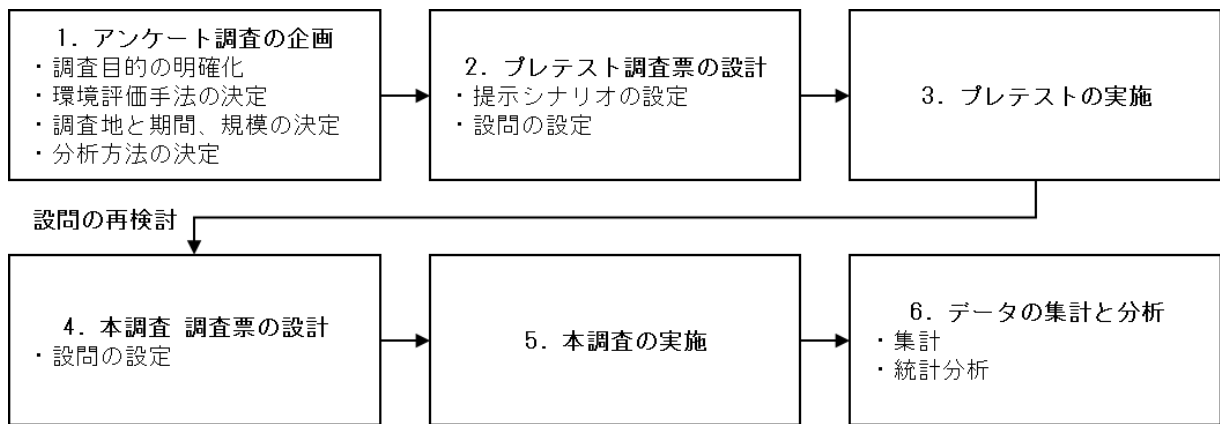 1. アンケート調査の企画
・調査目的の明確化
・環境評価手法の決定
・調査地と期間、規模の決定
・分析方法の決定
2. プレテスト調査票の設計
・提示シナリオの設定
・設問の設定
3. プレテストの実施
設問の再検討
4. 本調査 調査票の設計
・設問の設定
5. 本調査の実施
6. データの集計と分析
・集計
・統計分析